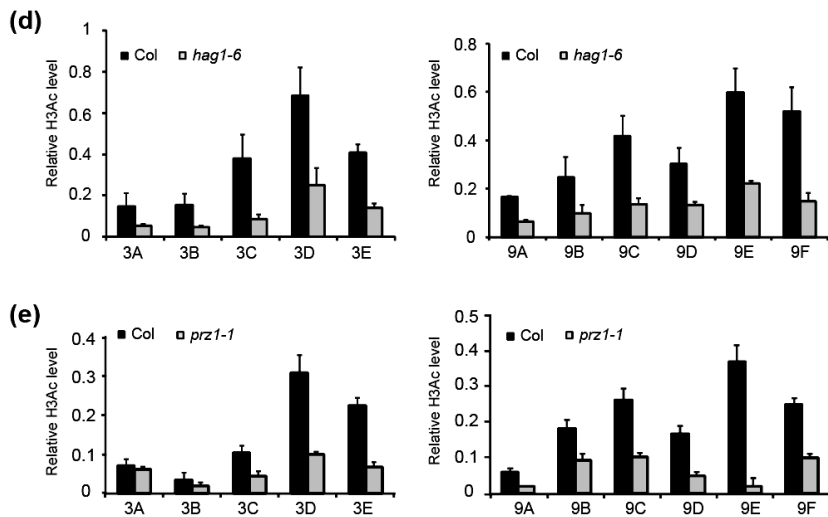 (d)
Relative H3Ac level
1
0.8
0.6
0.4
0.2
0
Col hag1-6
3A 3B 3C 3D 3E
Relative H3Ac level
0.8
0.6
0.4
0.2
0
Col hag1-6
9A 9B 9C 9D 9E 9F
(e)
Relative H3Ac level
0.4
0.3
0.2
0.1
0
Col prz1-1
3A 3B 3C 3D 3E
Relative H3Ac level
0.5
0.4
0.3
0.2
0.1
0
Col prz1-1
9A 9B 9C 9D 9E 9F